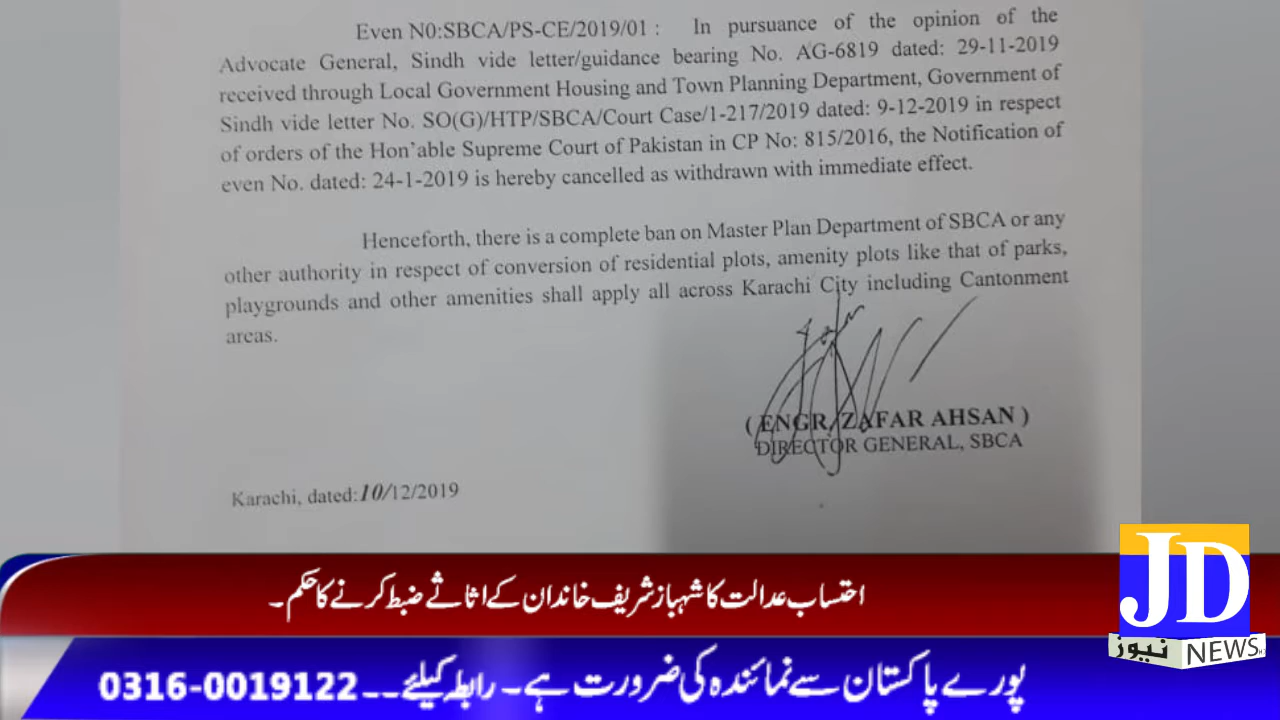 Even N0:SBCA/PS-CE/2019/01 : In pursuance of the opinion of the
Advocate General, Sindh vide letter/guidance bearing No. AG-6819 dated: 29-11-2019
received through Local Government Housing and Town Planning Department, Government of
Sindh vide letter No. SO(G)/HTP/SBCA/Court Case/1-217/2019 dated: 9-12-2019 in respect
of orders of the Hon'able Supreme Court of Pakistan in CP No: 815/2016, the Notification of
even No. dated: 24-1-2019 is hereby cancelled as withdrawn with immediate effect.
Henceforth, there is a complete ban on Master Plan Department of SBCA or any
other authority in respect of conversion of residential plots, amenity plots like that of parks,
playgrounds and other amenities shall apply all across Karachi City including Cantonment
areas.
( ENGR. ZAFAR AHSAN )
DIRECTOR GENERAL, SBCA
Karachi, dated:10/12/2019
احتساب عدالت کا شہباز شریف خاندان کے اثاثے ضبط کرنے کا حکم ۔
پورے پاکستان سے نمائندہ کی ضرورت ہے ۔ رابطہ کیلئے ۔۔ 0316-0019122
JD
نیوز NEWS